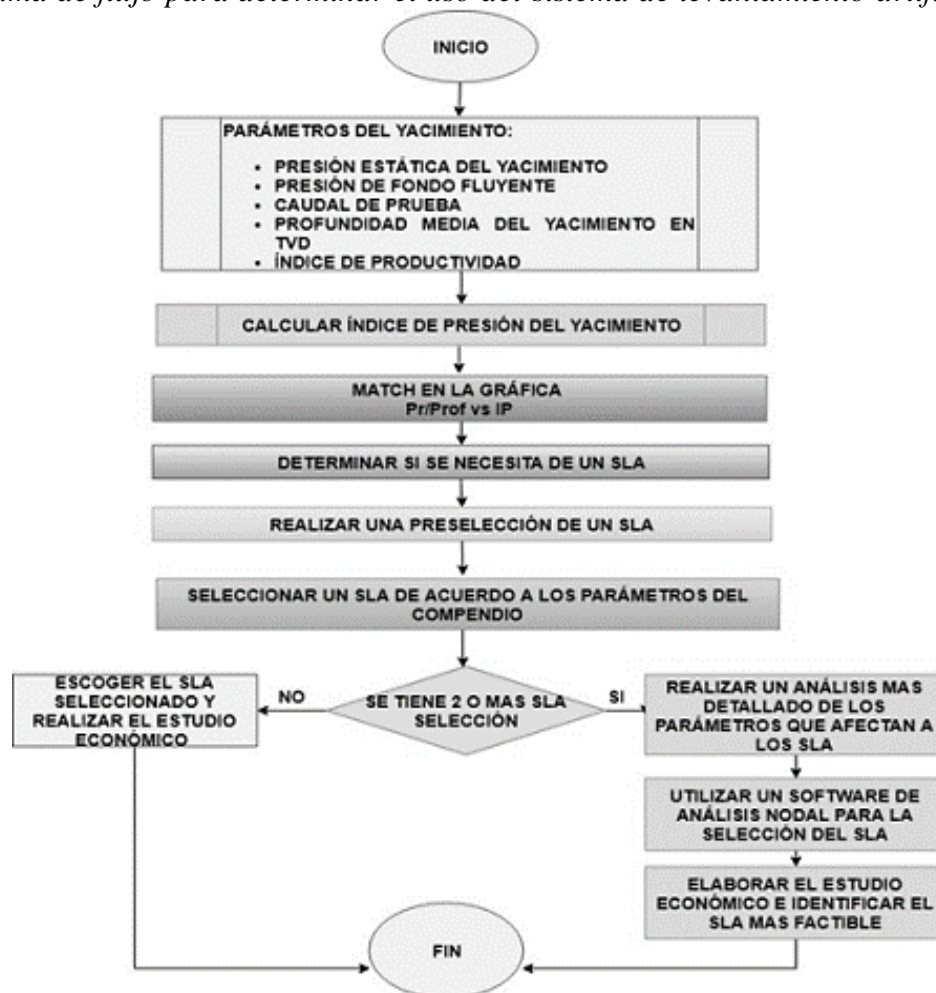 para determinar el uso del sistema de levantamiento
INICIO
PARÁMETROS DEL YACIMIENTO:
• PRESIÓN ESTÁTICA DEL YACIMIENTO
• PRESIÓN DE FONDO FLUYENTE
• CAUDAL DE PRUEBA
• PROFUNDIDAD MEDIA DEL YACIMIENTO EN
TVD
• ÍNDICE DE PRODUCTIVIDAD
CALCULAR ÍNDICE DE PRESIÓN DEL YACIMIENTO
MATCH EN LA GRÁFICA
Pr/Prof vs IP
DETERMINAR SI SE NECESITA DE UN SLA
REALIZAR UNA PRESELECCIÓN DE UN SLA
SELECCIONAR UN SLA DE ACUERDO A LOS PARÁMETROS DEL
COMPENDIO
SE TIENE 2 O MAS SLA
SELECCIÓN
NO
ESCOGER EL SLA
SELECCIONADO Y
REALIZAR EL ESTUDIO
ECONÓMICO
SI
REALIZAR UN ANÁLISIS MAS
DETALLADO DE LOS
PARÁMETROS QUE AFECTAN A
LOS SLA
UTILIZAR UN SOFTWARE DE
ANÁLISIS NODAL PARA LA
SELECCIÓN DEL SLA
ELABORAR EL ESTUDIO
ECONÓMICO E IDENTIFICAR EL
SLA MAS FACTIBLE
FIN